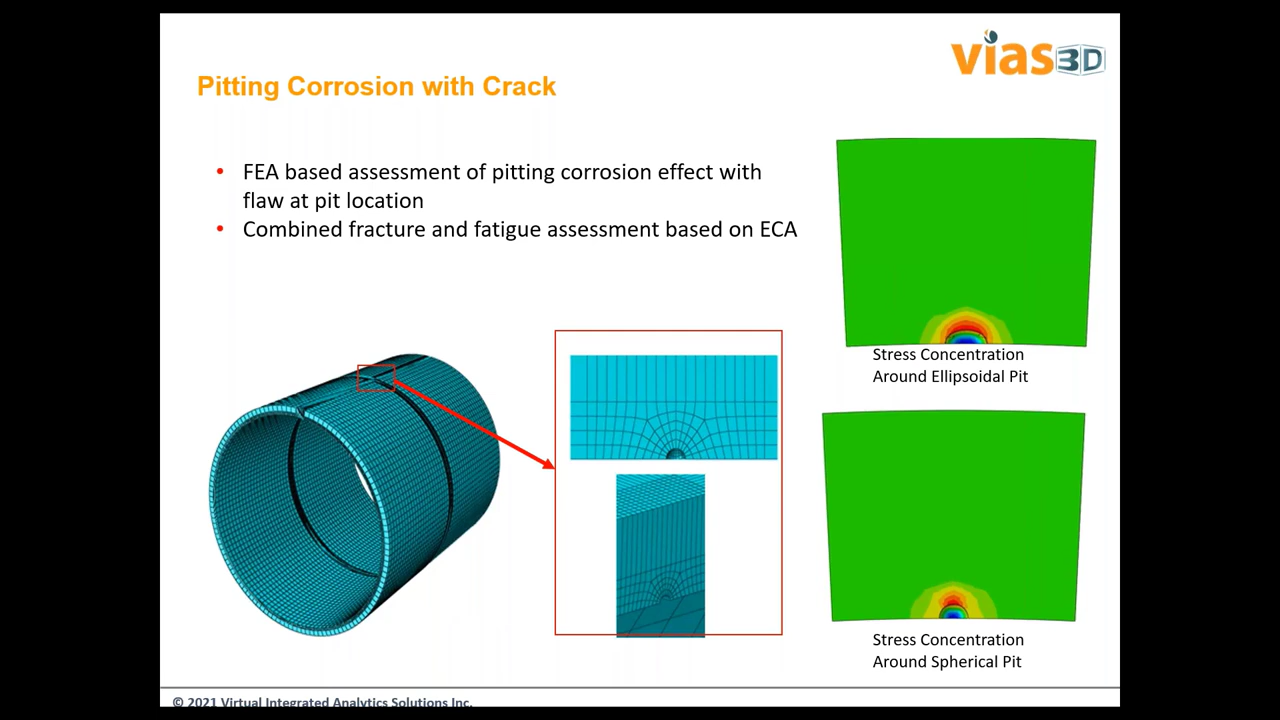 vias3D
Pitting Corrosion with Crack
• FEA based assessment of pitting corrosion effect with
flaw at pit location
• Combined fracture and fatigue assessment based on ECA
Stress Concentration
Around Ellipsoidal Pit
Stress Concentration
Around Spherical Pit
© 2021 Virtual Integrated Analytics Solutions Inc.